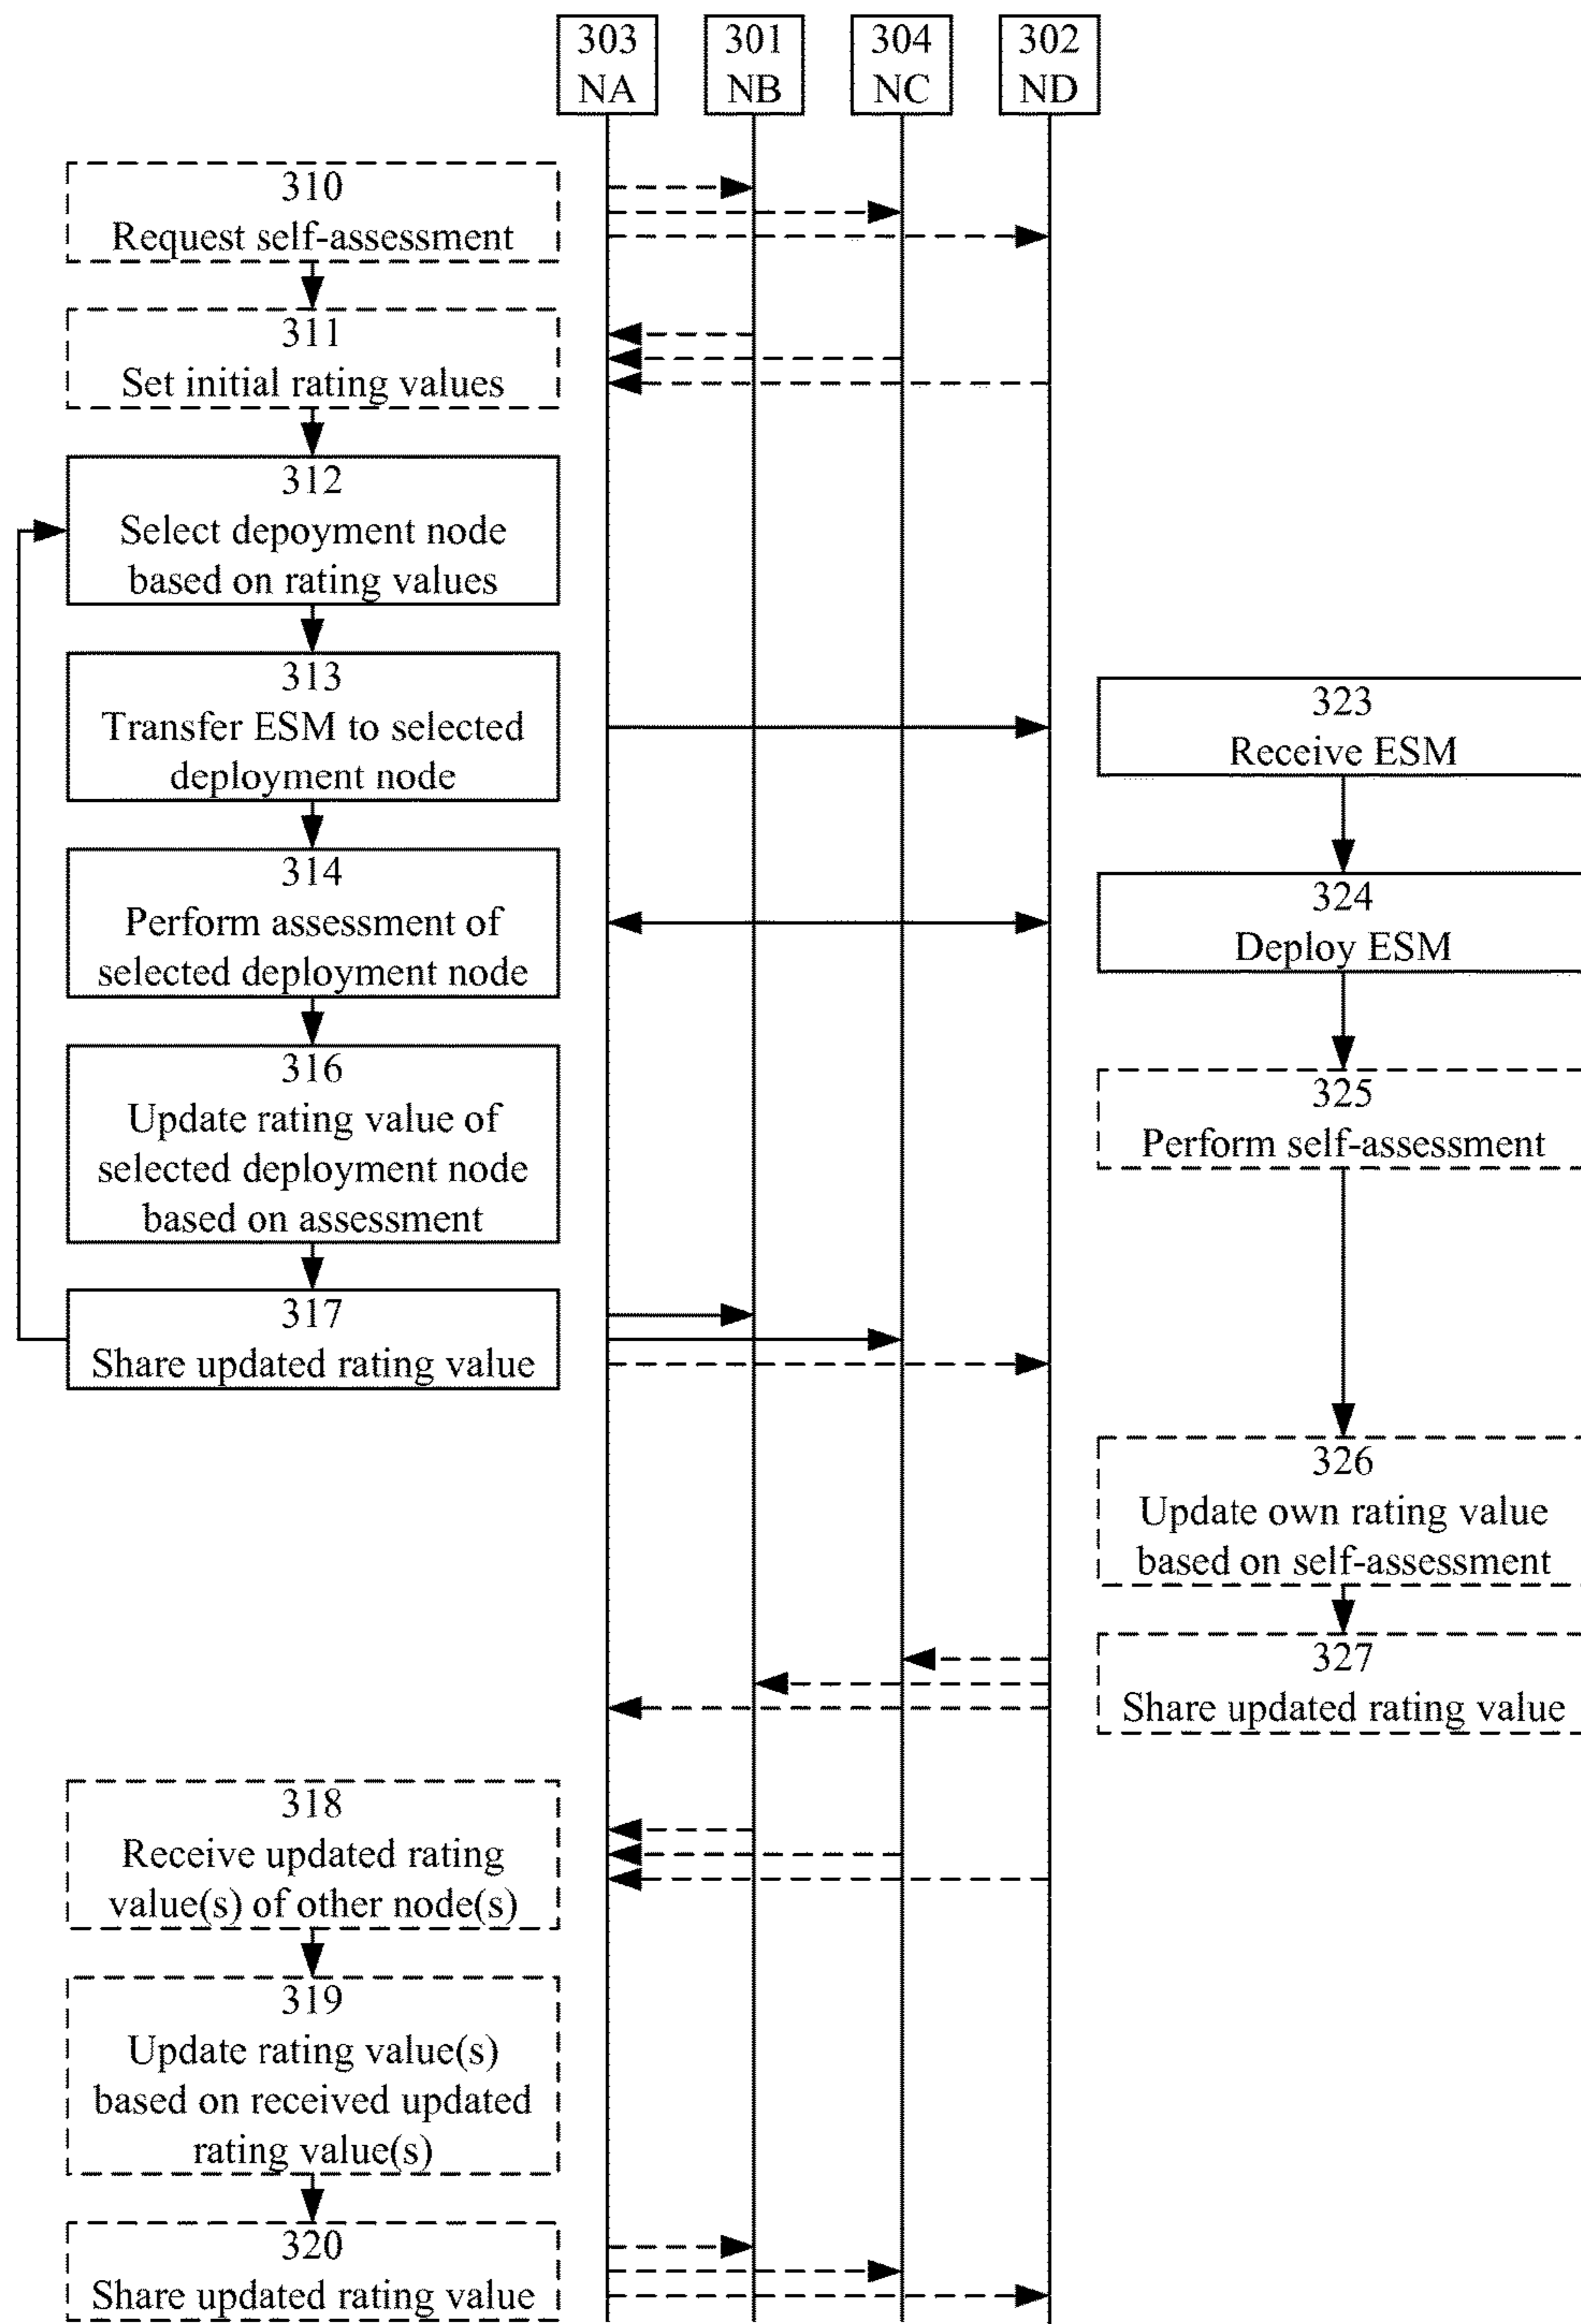 303
NA
301
NB
304
NC
302
ND
310
Request self-assessment
311
Set initial rating values
312
Select depoyment node
based on rating values
313
Transfer ESM to selected
deployment node
323
Receive ESM
314
Perform assessment of
selected deployment node
324
Deploy ESM
316
Update rating value of
selected deployment node
based on assessment
325
Perform self-assessment
317
Share updated rating value
326
Update own rating value
based on self-assessment
327
Share updated rating value
318
Receive updated rating
value(s) of other node(s)
319
Update rating value(s)
based on received updated
rating value(s)
320
Share updated rating value